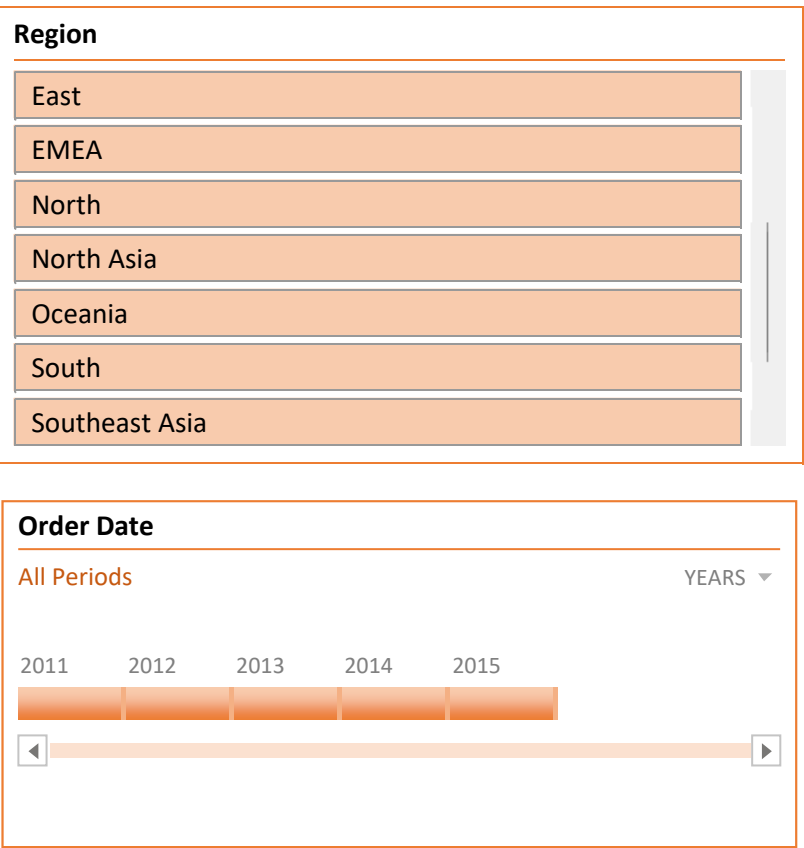 Region
East
EMEA
North
North Asia
Oceania
South
Southeast Asia
Order Date
All Periods YEARS
2011 2012 2013 2014 2015